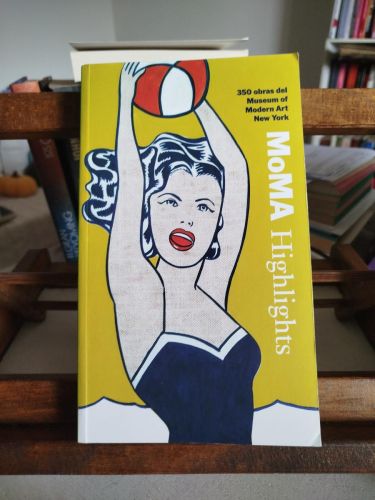 350 obras del
Museum of
Modern Art
New York
MoMA Highlights